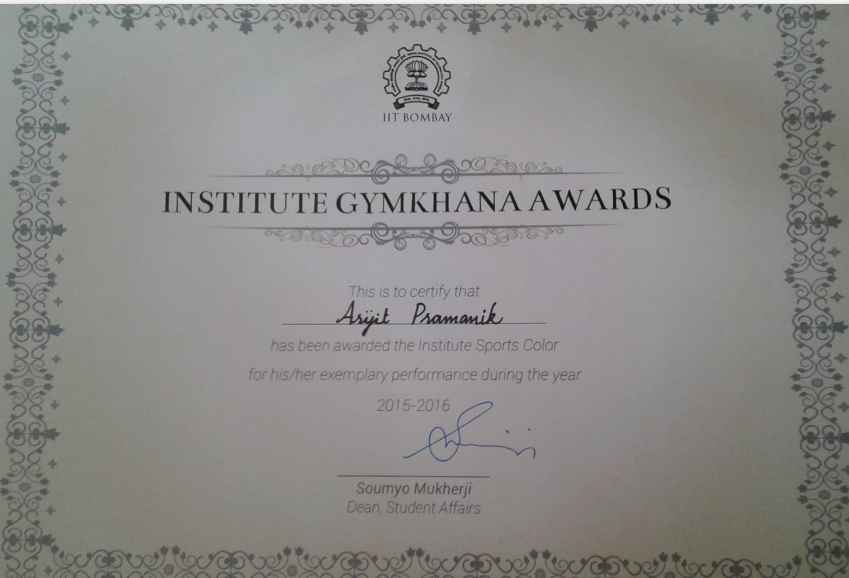 IIT BOMBAY
INSTITUTE GYMKHANA AWARDS
This is to certify that
Arijit Pramanik
has been awarded the Institute Sports Color
for his/her exemplary performance during the year
2015-2016
Soumyo Mukherji
Dean, Student Affairs